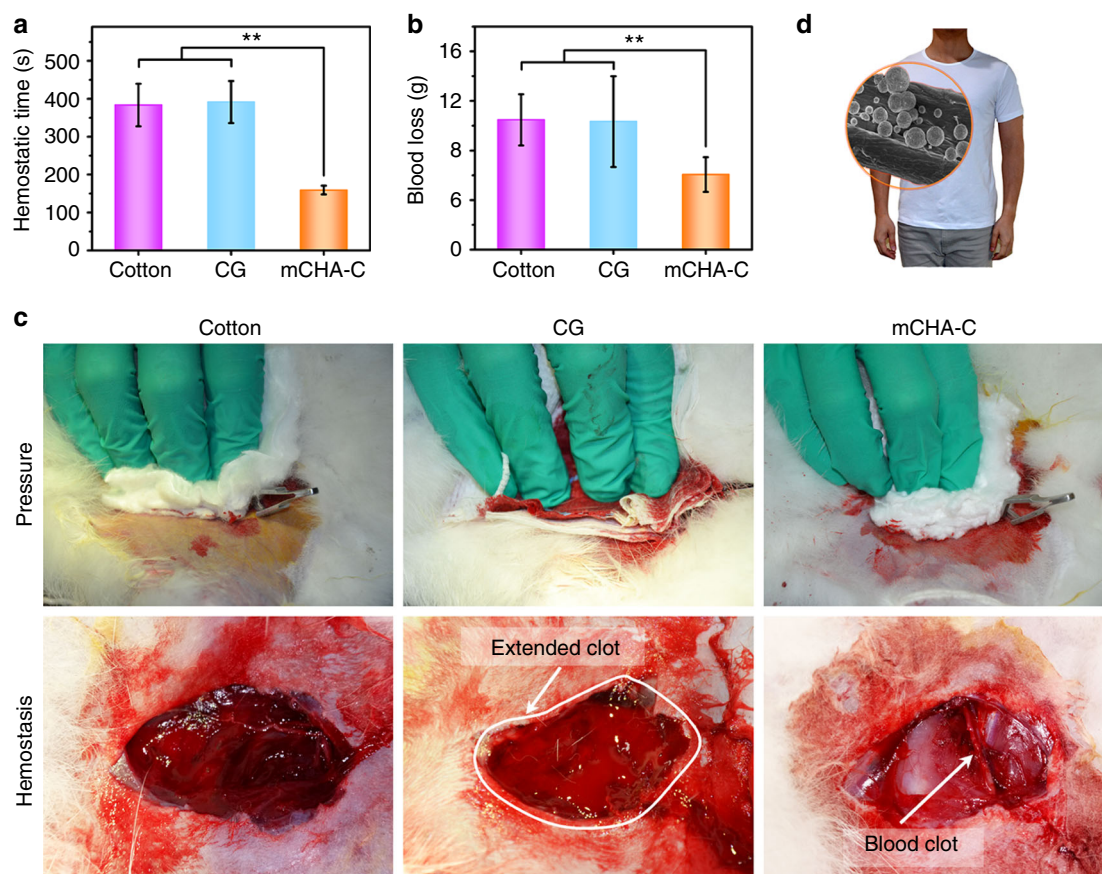 a
Hemostatic time (s)
500
400
300
200
100
0
**
Cotton
CG
mCHA-C
b
Blood loss (g)
16
12
8
6
0
**
Cotton
CG
mCHA-C
d
c
Cotton
CG
mCHA-C
Pressure
Hemostasis
Extended clot
Blood clot